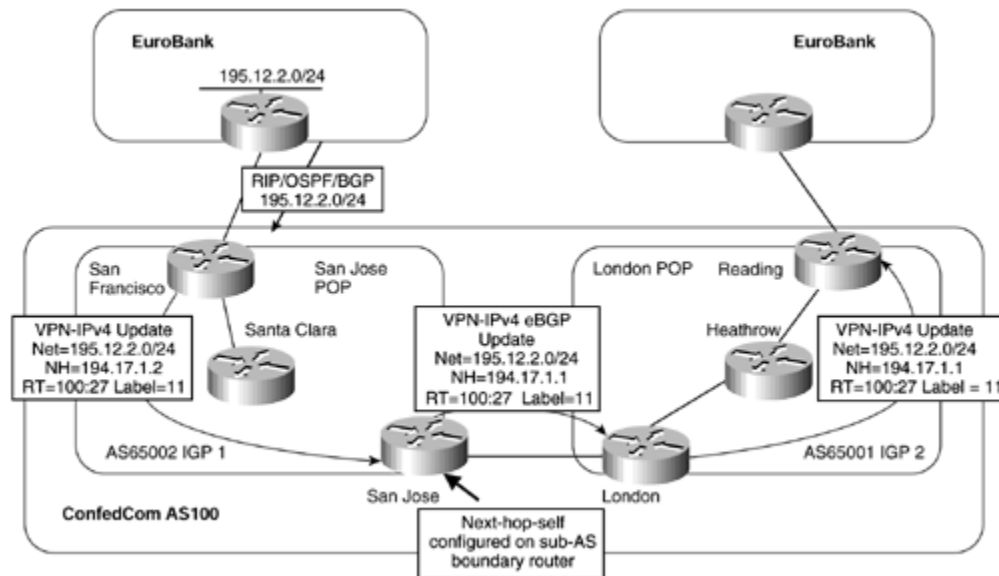 EuroBank
195.12.2.0/24
EuroBank
RIP/OSPF/BGP
195.12.2.0/24
San
Francisco
San Jose
POP
London POP
Reading
VPN-IPv4 Update
Net=195.12.2.0/24
NH=194.17.1.2
RT=100:27 Label=11
Santa Clara
VPN-IPv4 eBGP
Update
Net=195.12.2.0/24
NH=194.17.1.1
RT=100:27 Label=11
Heathrow
VPN-IPv4 Update
Net=195.12.2.0/24
NH=194.17.1.1
RT=100:27 Label = 11
AS65002 IGP 1
AS65001 IGP 2
San Jose
London
ConfedCom AS100
Next-hop-self
configured on sub-AS
boundary router